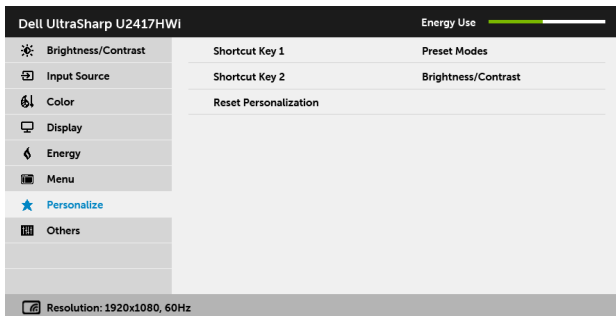 Dell UltraSharp U2417HWi
Energy Use
Brightness/Contrast
Shortcut Key 1
Preset Modes
Input Source
Shortcut Key 2
Brightness/Contrast
Color
Reset Personalization
Display
Energy
Menu
Personalize
Others
Resolution: 1920x1080, 60Hz